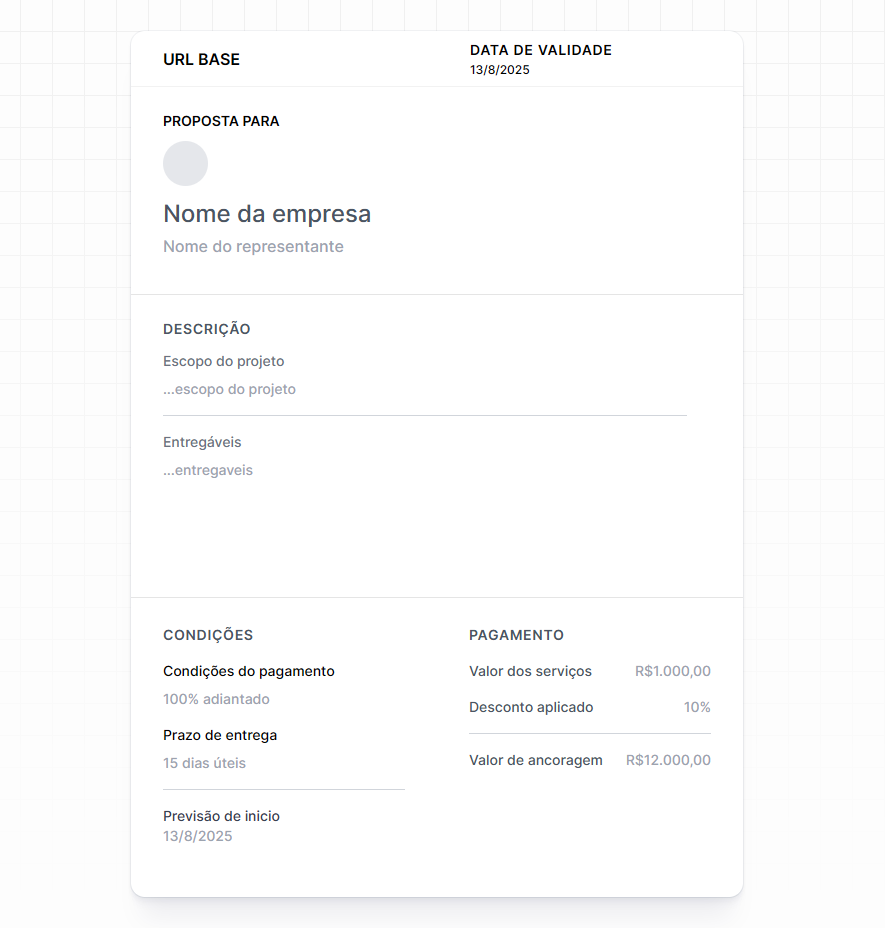 URL BASE
DATA DE VALIDADE
13/8/2025
PROPOSTA PARA
Nome da empresa
Nome do representante
DESCRIÇÃO
Escopo do projeto
...escopo do projeto
Entregáveis
...entregaveis
CONDIÇÕES
Condições do pagamento
100% adiantado
Prazo de entrega
15 dias úteis
Previsão de inicio
13/8/2025
PAGAMENTO
Valor dos serviços R$1.000,00
Desconto aplicado 10%
Valor de ancoragem R$12.000,00